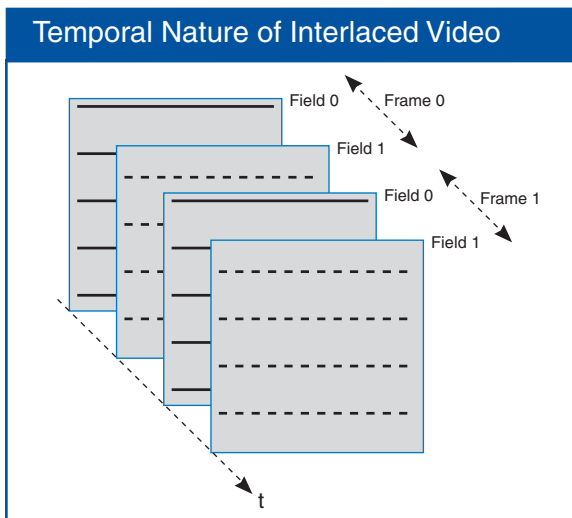 Temporal Nature of Interlaced Video
Field 0
Frame 0
Field 1
Field 0
Frame 1
Field 1
t